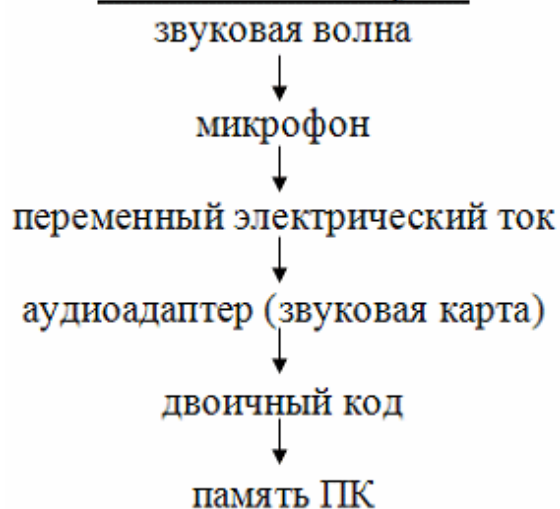 звуковая волна
микрофон
переменный электрический ток
аудиоадаптер (звуковая карта)
двоичный код
память ПК